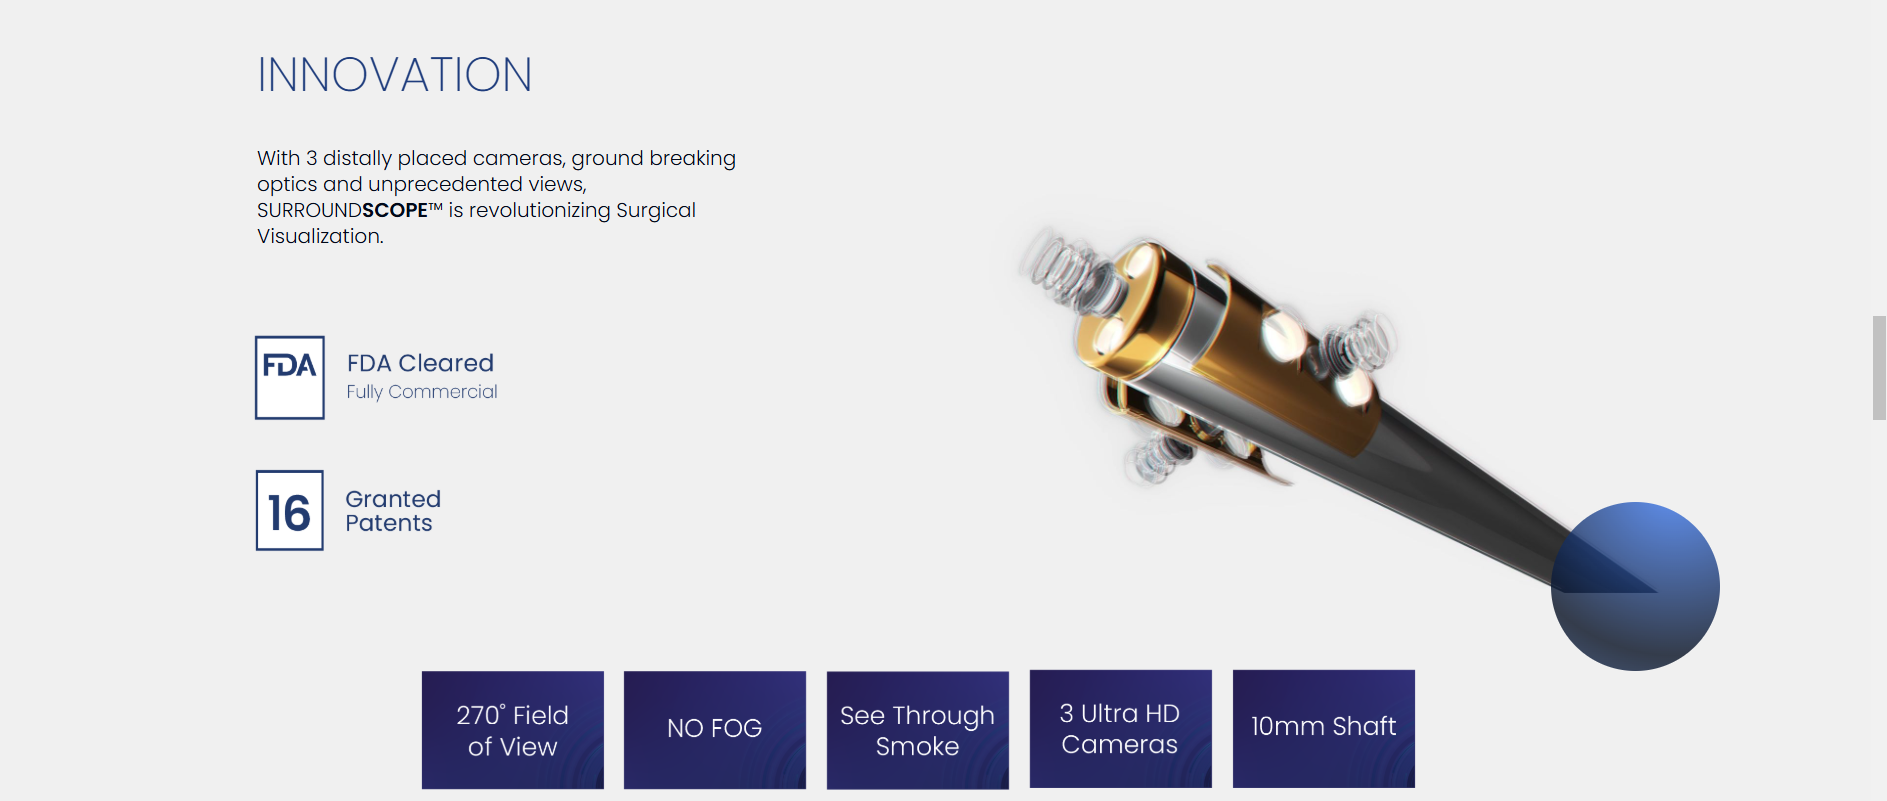 INNOVATION
With 3 distally placed cameras, ground breaking
optics and unprecedented views,
SURROUNDSCOPE™ is revolutionizing Surgical
Visualization.
FDA
FDA Cleared
Fully Commercial
16
Granted
Patents
270° Field
of View
NO FOG
See Through
Smoke
3 Ultra HD
Cameras
10mm Shaft